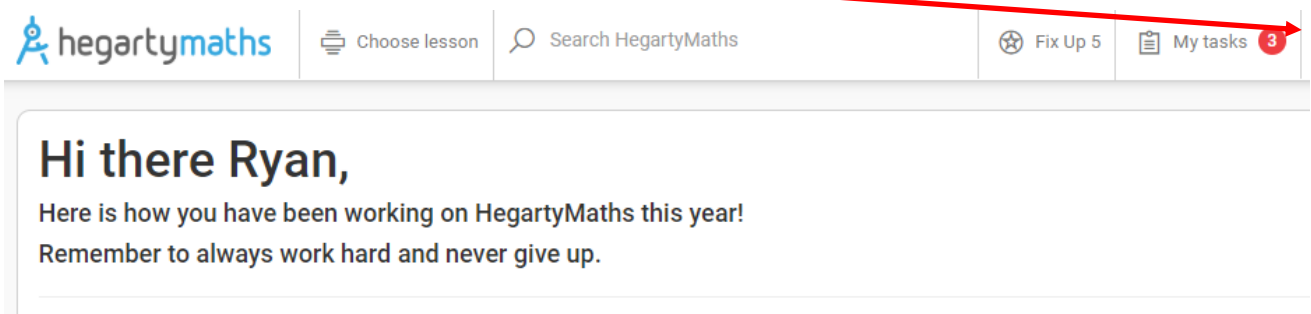 hegartymaths Choose lesson Search HegartyMaths Fix Up 5 My tasks 3
Hi there Ryan,
Here is how you have been working on HegartyMaths this year!
Remember to always work hard and never give up.